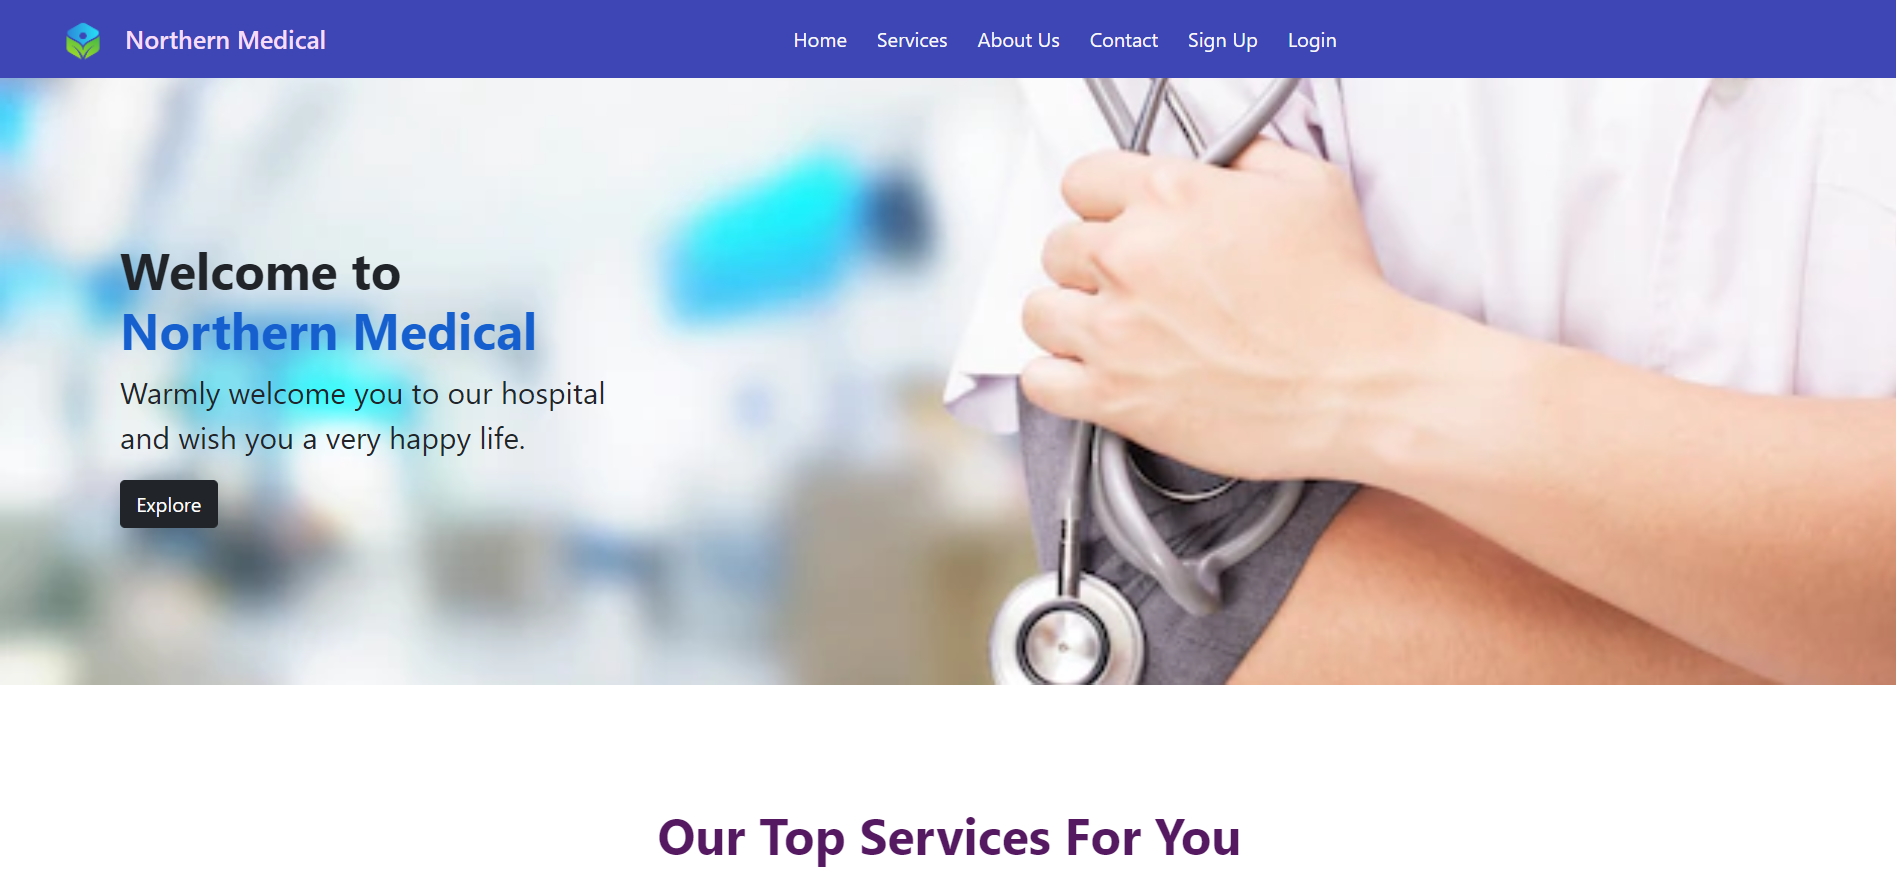 Northern Medical
Home Services About Us Contact Sign Up Login
Welcome to
Northern Medical
Warmly welcome you to our hospital
and wish you a very happy life.
Explore
Our Top Services For You